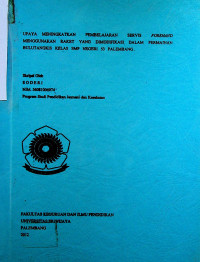 UPAYA MENINGKATKAN PEMBELAJARAN SERVIS FOREHAND
MENGGUNAKAN RAKET YANG DIMODIFIKASI DALAM PERMAINAN
BULUTANGKIS KELAS SMP NEGERI 10 PALEMBANG.
Skripsi Oleh
Program Studi Pendidikan Jasmani dan Kesehatan
FAKULTAS KEGURUAN DAN ILMU PENDIDIKAN
UNIVERSITAS SRIWIJAYA
PALEMBANG